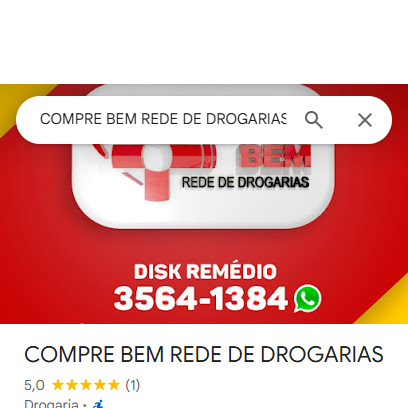 COMPRE BEM REDE DE DROGARIAS
BEM
REDE DE DROGARIAS
DISK REMÉDIO
3564-1384
COMPRE BEM REDE DE DROGARIAS
5,0 ★★★★★ (1)
Drogaria ·